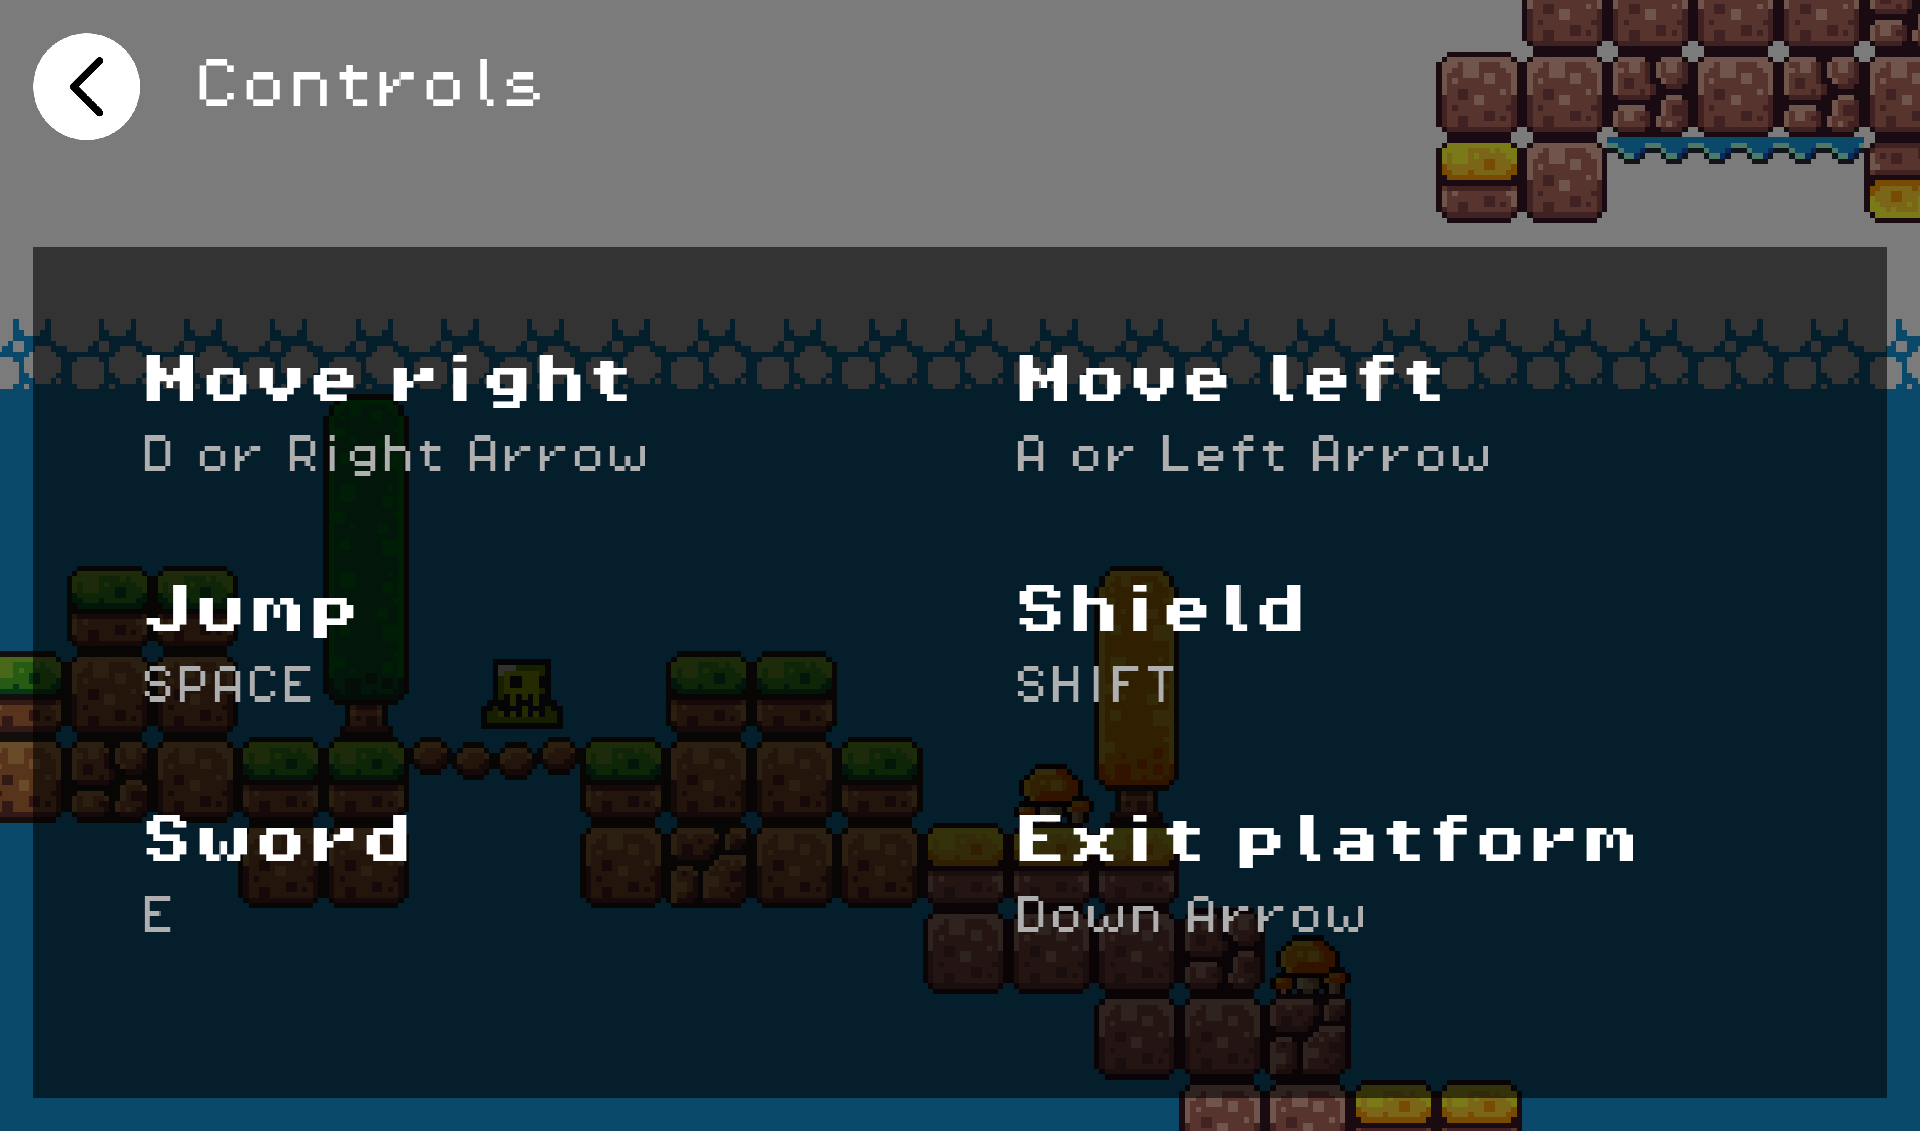 Controls
Move right
D or Right Arrow
Move left
A or Left Arrow
Jump
SPACE
Shield
SHIFT
Sword
E
Exit platform
Down Arrow